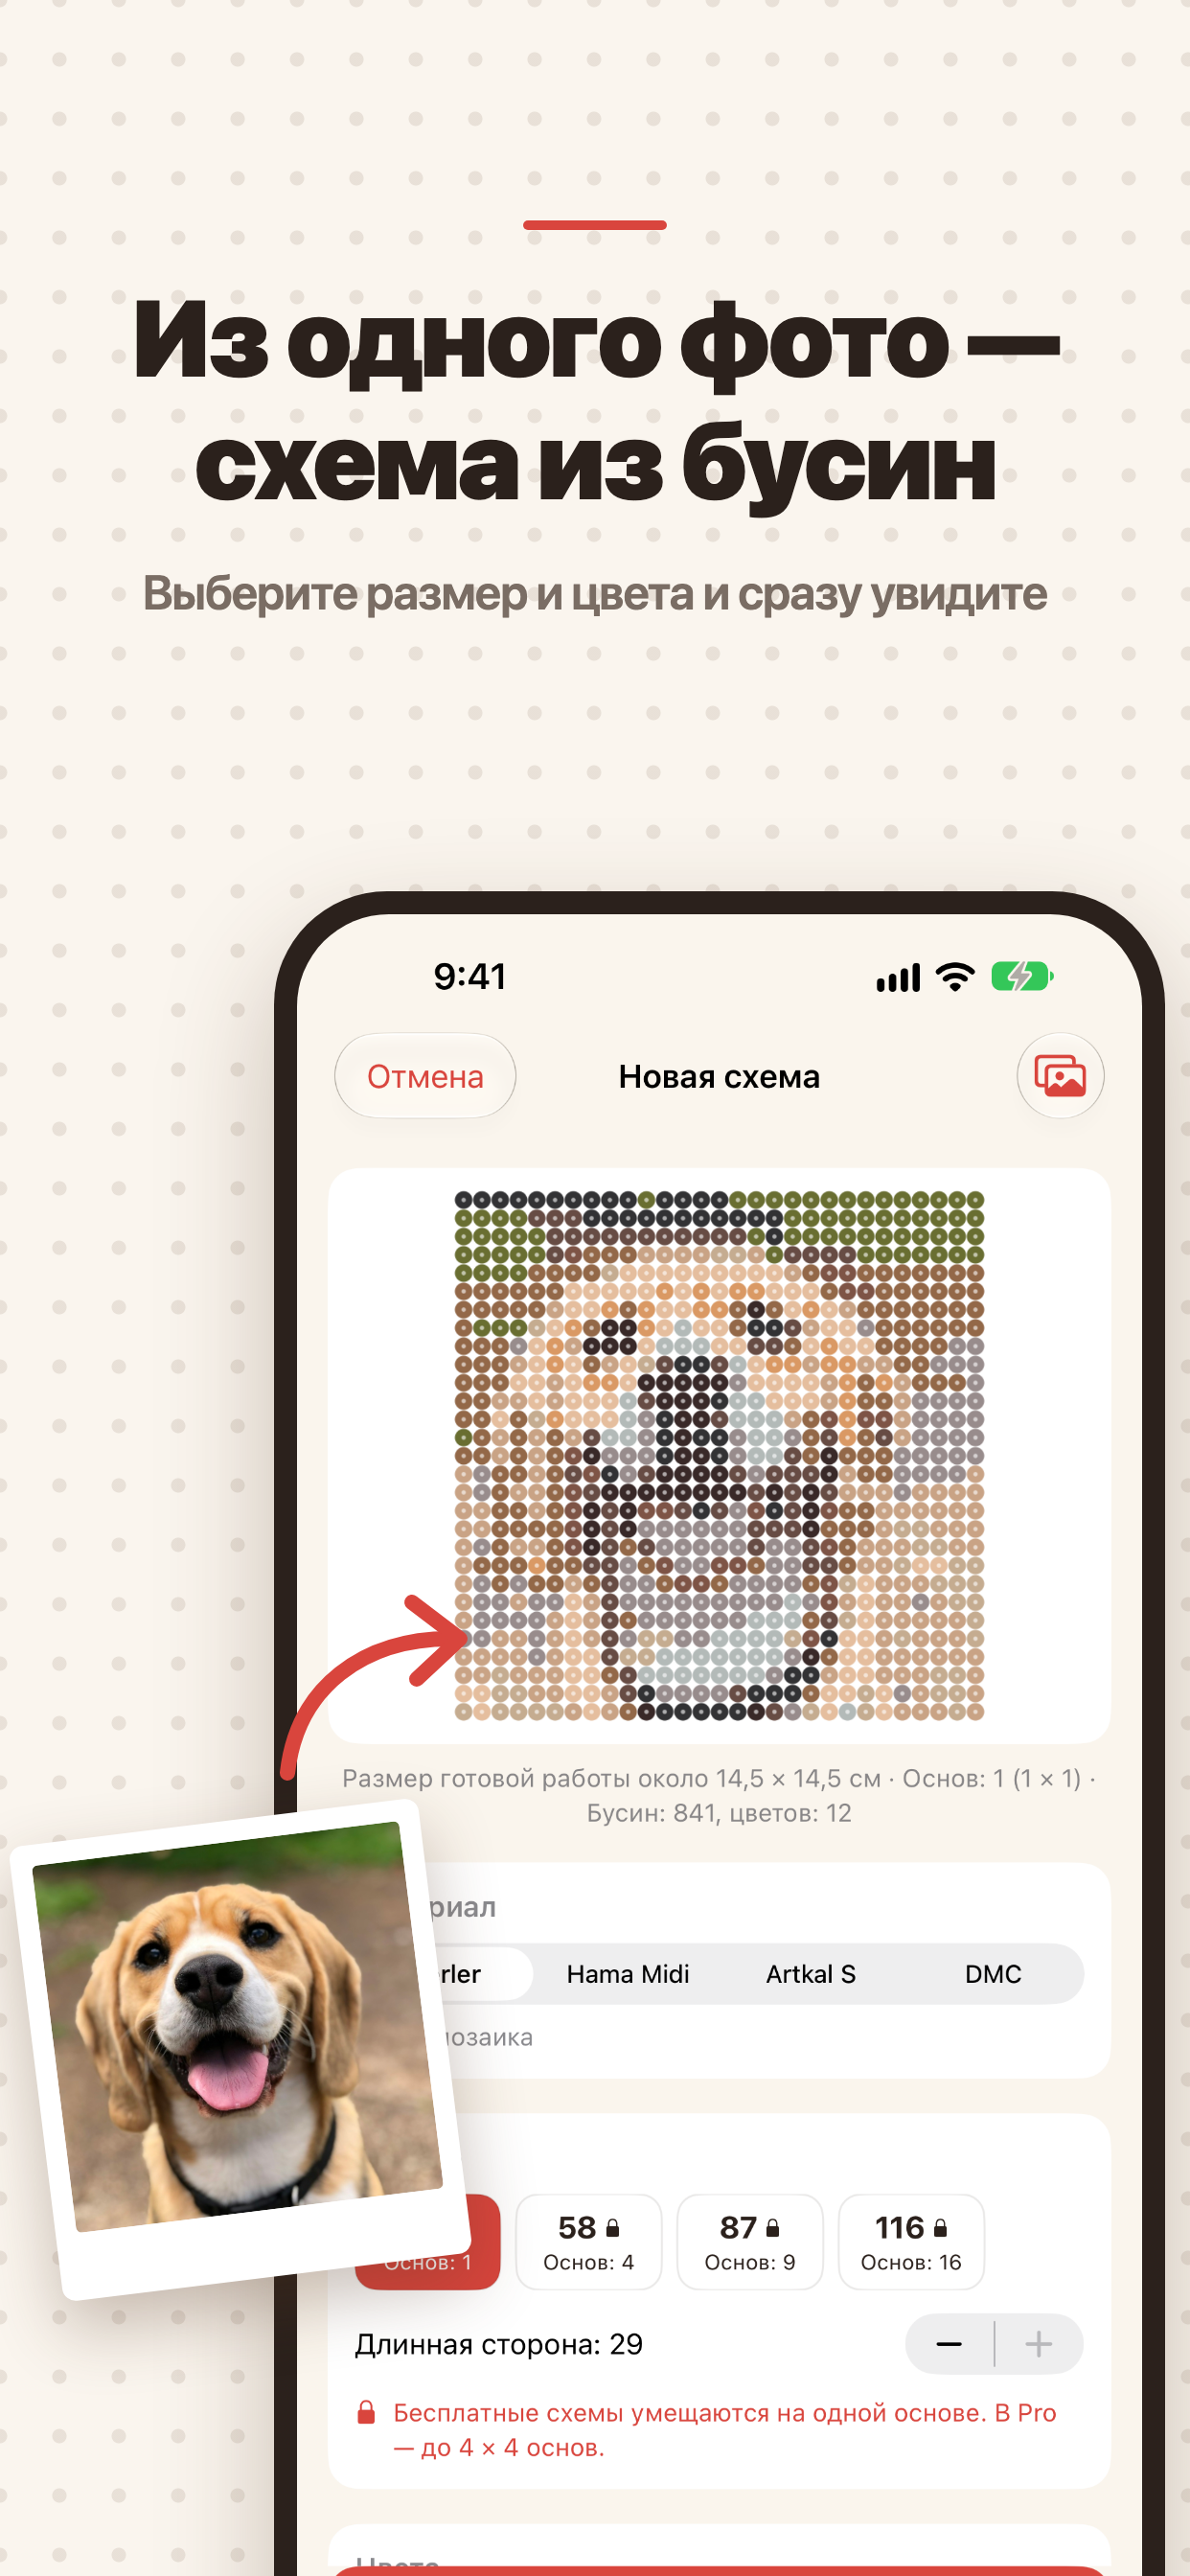 Из одного фото —
схема из бусин
Выберите размер и цвета и сразу увидите
9:41
Отмена
Новая схема
Размер готовой работы около 14,5 × 14,5 см · Основ: 1 (1 × 1) ·
Бусин: 841, цветов: 12
Hama Midi
Artkal S
DMC
58
Основ: 4
87
Основ: 9
116
Основ: 16
Основ: 1
Длинная сторона: 29
Бесплатные схемы умещаются на одной основе. В Pro
— до 4 × 4 основ.